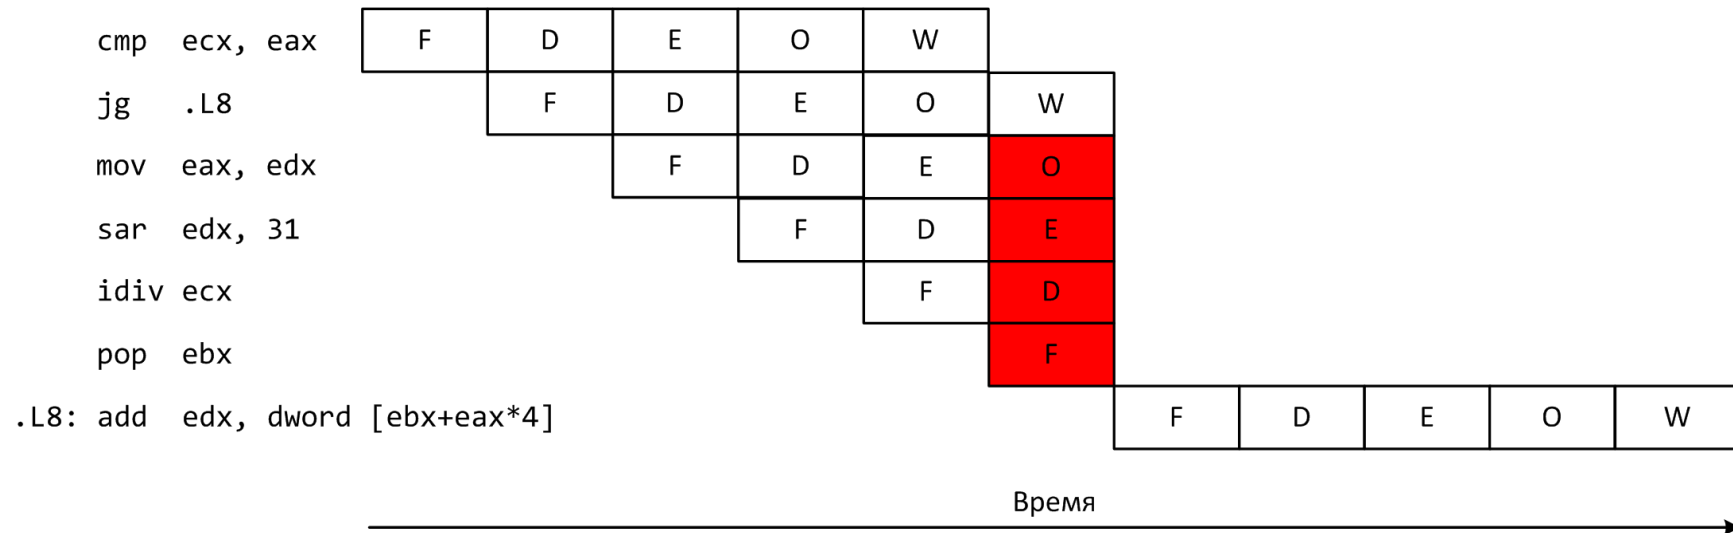 cmp ecx, eax F D E O W
jg .L8 F D E O W
mov eax, edx F D E O
sar edx, 31 F D E
idiv ecx F D
pop ebx F
.L8: add edx, dword [ebx+eax*4] F D E O W
Время